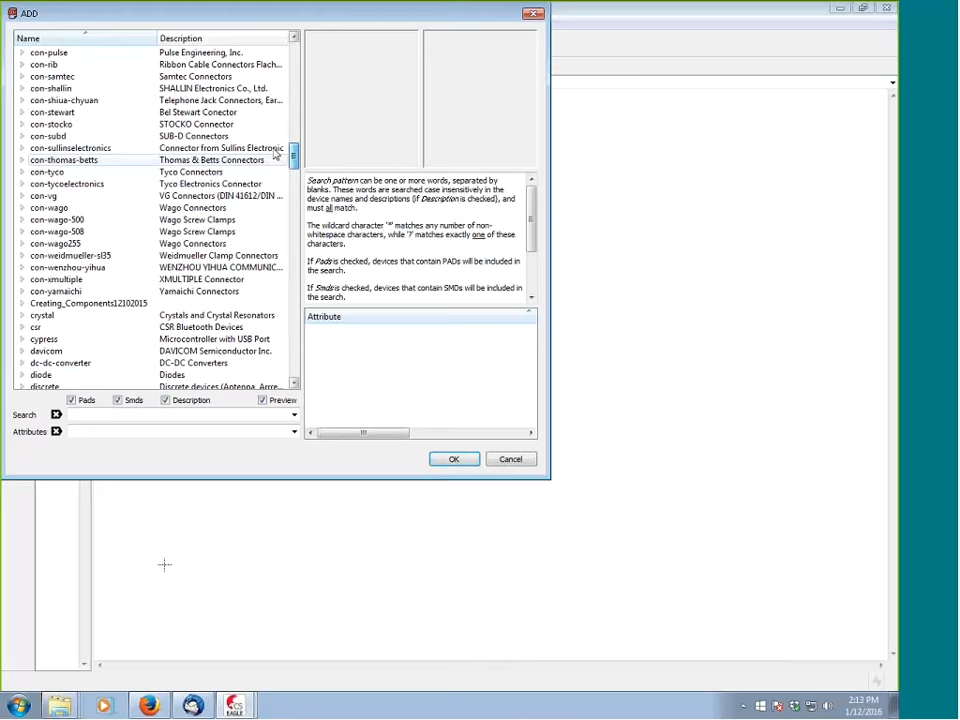 ADD
Name Description
con-pulse Pulse Engineering, Inc.
con-rib Ribbon Cable Connectors Flach...
con-samtec Samtec Connectors
con-shallin SHALLIN Electronics Co., Ltd.
con-shiua-chyuan Telephone Jack Connectors, Ear...
con-stewart Bel Stewart Conector
con-stocko STOCKO Connector
con-subd SUB-D Connectors
con-sullinselectronics Connector from Sullins Electronic
con-thomas-betts Thomas & Betts Connectors
con-tyco Tyco Connectors
con-tycoelectronics Tyco Electronics Connector
con-vg VG Connectors (DIN 41612/DIN ...
con-wago Wago Connectors
con-wago-500 Wago Screw Clamps
con-wago-508 Wago Screw Clamps
con-wago255 Wago Connectors
con-weidmueller-sl35 Weidmueller Clamp Connectors
con-wenzhou-yihua WENZHOU YIHUA COMMUNIC...
con-xmultiple XMULTIPLE Connector
con-yamaichi Yamaichi Connectors
Creating_Components12102015
crystal Crystals and Crystal Resonators
csr CSR Bluetooth Devices
cypress Microcontroller with USB Port
davicom DAVICOM Semiconductor Inc.
dc-dc-converter DC-DC Converters
diode Diodes
discrete Discrete devices (Antenna, Arrre...
Pads Smds Description Preview
Search
Attributes
Search pattern can be one or more words, separated by
blanks. These words are searched case insensitively in the
device names and descriptions (if Description is checked), and
must all match.
The wildcard character '*' matches any number of non-
whitespace characters, while '?' matches exactly one of these
characters.
If Pads is checked, devices that contain PADs will be included
in the search.
If Smds is checked, devices that contain SMDs will be included in
the search.
Attribute
OK Cancel
CS
EAGLE
2:13 PM
1/12/2016